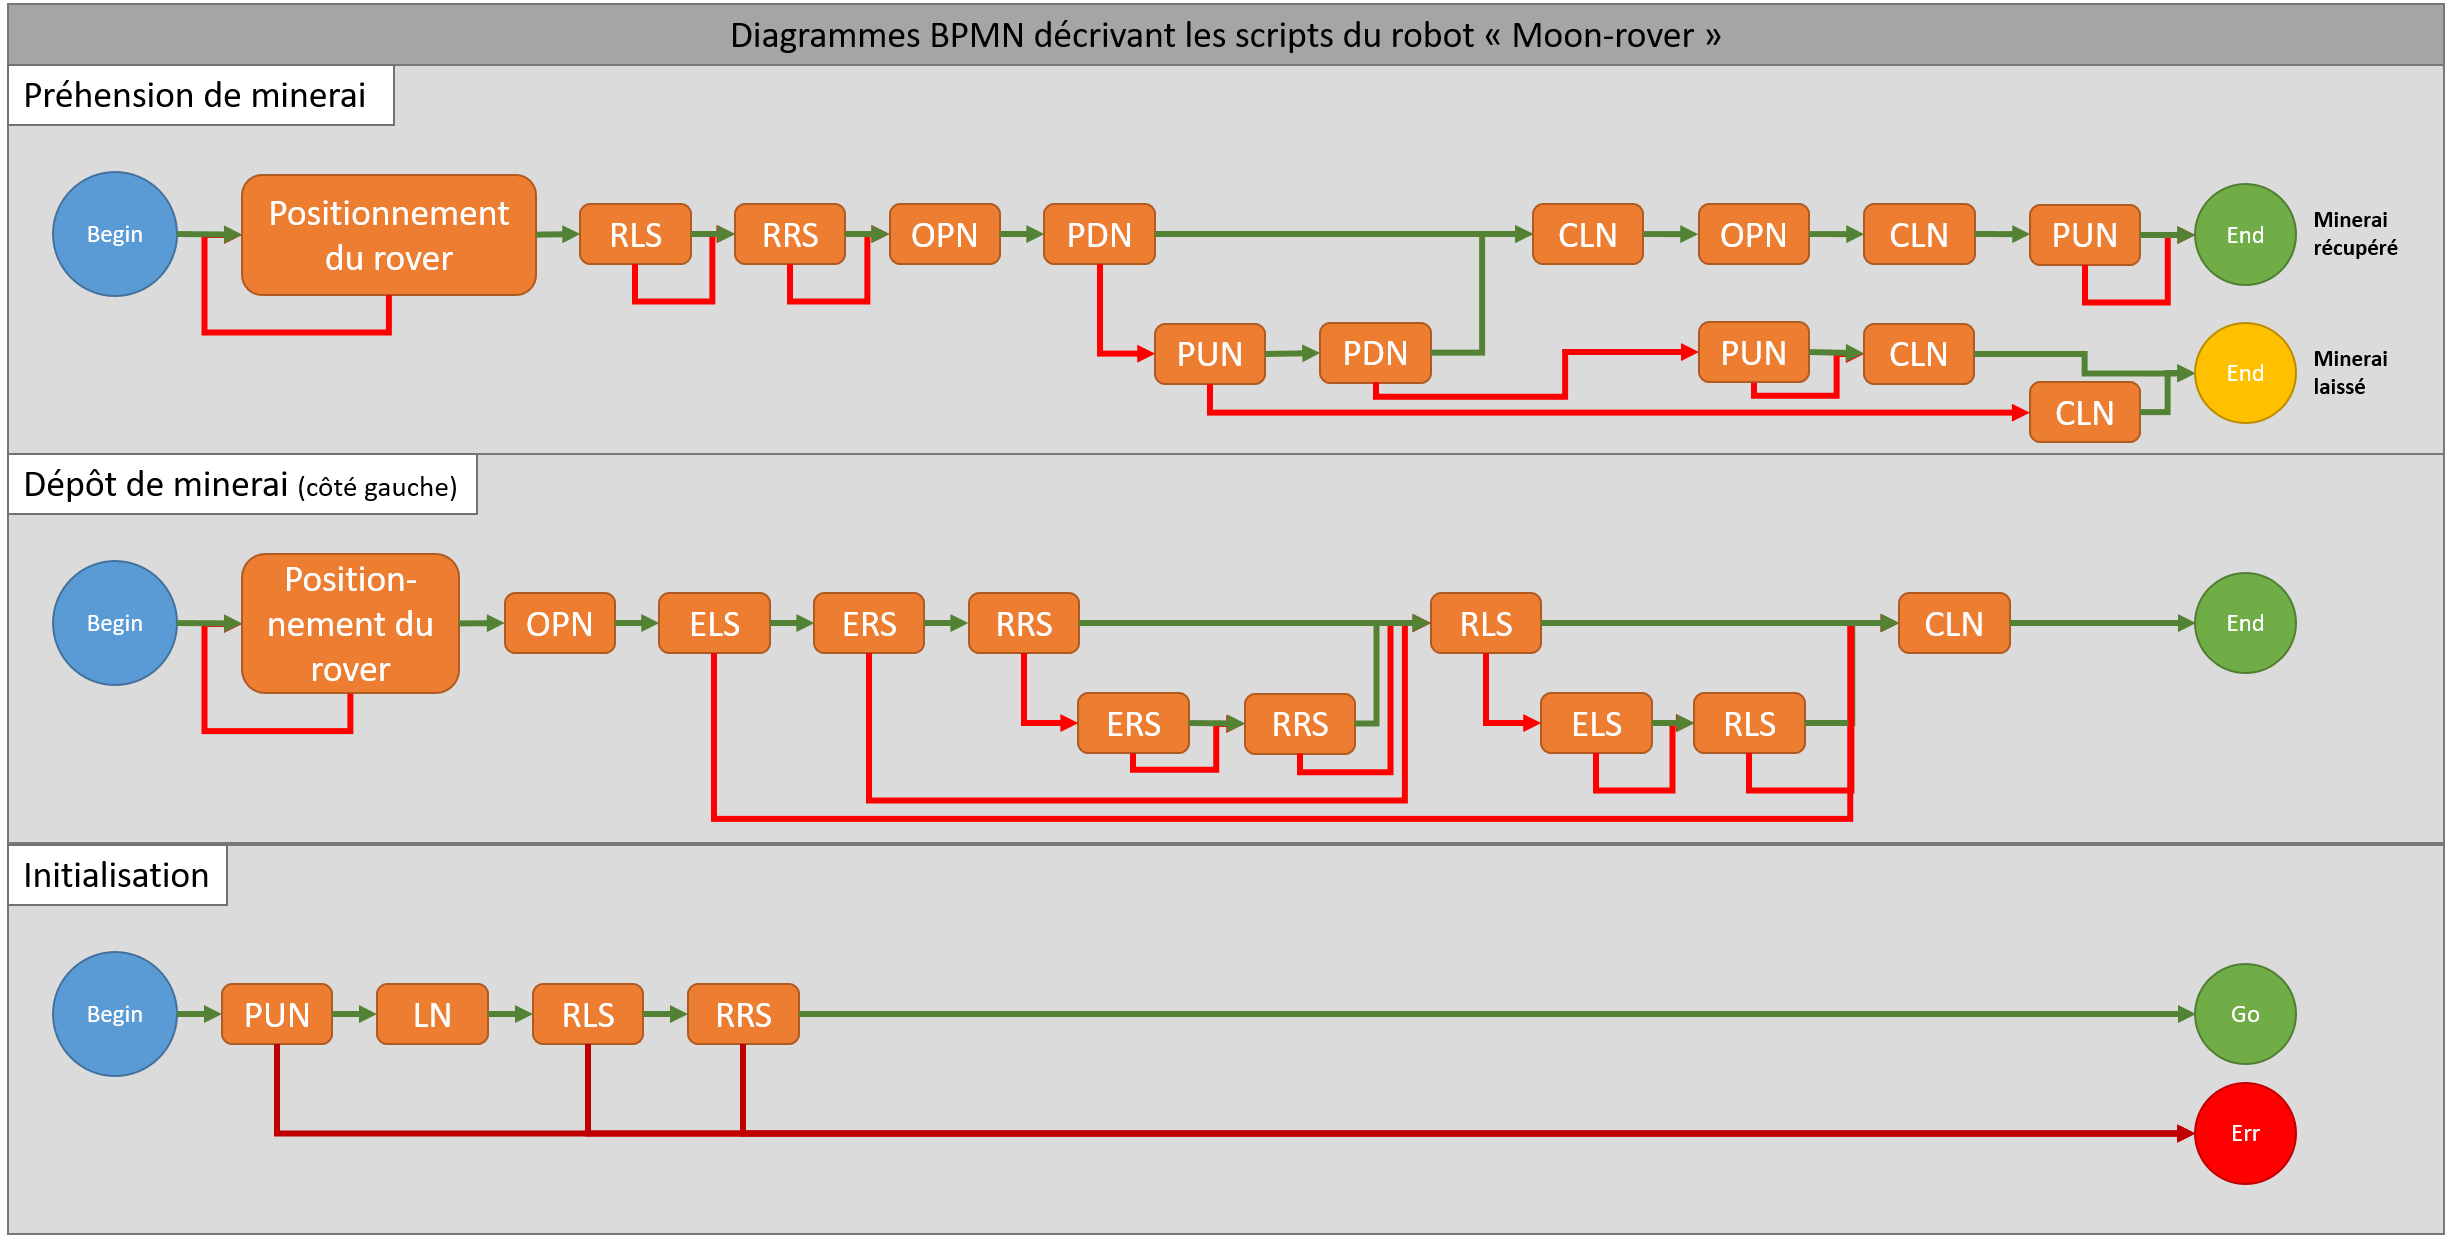 Diagrammes BPMN décrivant les scripts du robot « Moon-rover »
Préhension de minerai
Begin
Positionnement
du rover
RLS
RRS
OPN
PDN
CLN
OPN
CLN
PUN
End
Minerai
récupéré
PUN
PDN
PUN
CLN
End
Minerai
laissé
CLN
Dépôt de minerai (côté gauche)
Begin
Position-
nement du
rover
OPN
ELS
ERS
RRS
RLS
CLN
End
ERS
RRS
ELS
RLS
Initialisation
Begin
PUN
LN
RLS
RRS
Go
Err